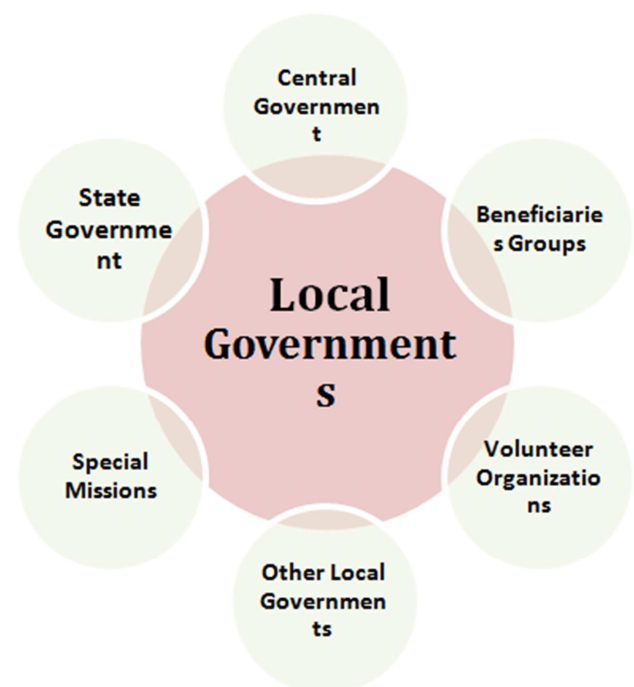 Central
Governmen
t
State
Governme
nt
Beneficiarie
s Groups
Local
Government
s
Special
Missions
Volunteer
Organizatio
ns
Other Local
Governmen
ts